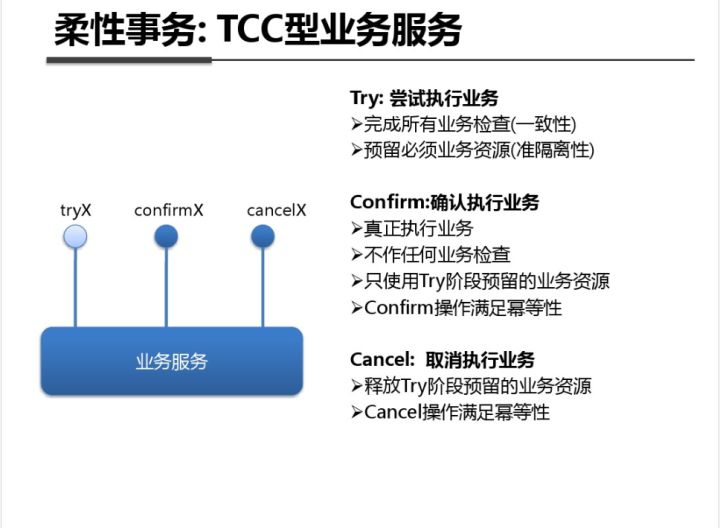 柔性事务: TCC型业务服务
Try: 尝试执行业务
➢完成所有业务检查(一致性)
➢预留必须业务资源(准隔离性)
Confirm:确认执行业务
➢真正执行业务
➢不作任何业务检查
➢只使用Try阶段预留的业务资源
➢Confirm操作满足幂等性
Cancel: 取消执行业务
➢释放Try阶段预留的业务资源
➢Cancel操作满足幂等性
tryX confirmX cancelX
业务服务